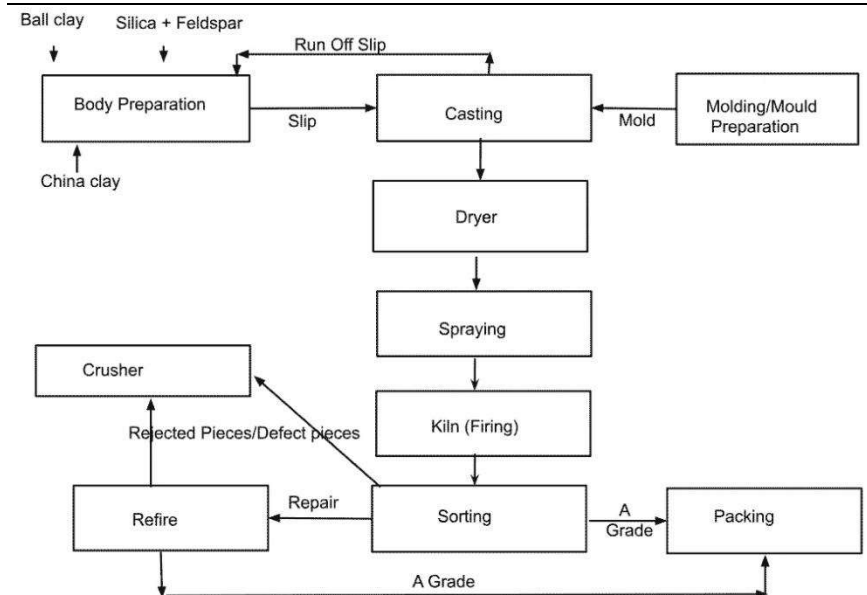 Ball clay
Silica + Feldspar
Run Off Slip
Body Preparation
Slip
Casting
Mold
Molding/Mould
Preparation
China clay
Dryer
Spraying
Crusher
Kiln (Firing)
Rejected Pieces/Defect pieces
Refire
Repair
Sorting
A
Grade
Packing
A Grade